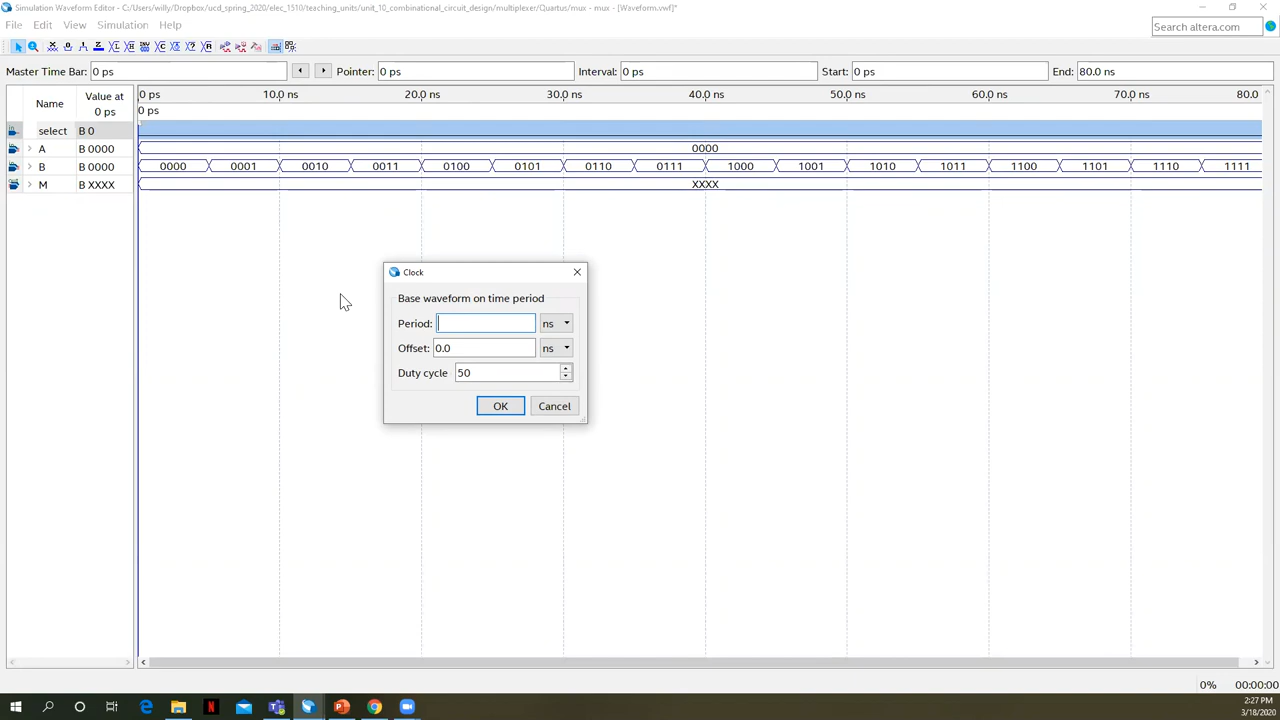 Simulation Waveform Editor - C:/Users/willy/Dropbox/ucd_spring_2020/elec_1510/teaching_units/unit_10_combinational_circuit_design/multiplexer/Quartus/mux - mux - [Waveform.vwf]*
File Edit View Simulation Help
Search altera.com
Master Time Bar: 0 ps Pointer: 0 ps Interval: 0 ps Start: 0 ps End: 80.0 ns
Name Value at 0 ps
0 ps 10.0 ns 20.0 ns 30.0 ns 40.0 ns 50.0 ns 60.0 ns 70.0 ns 80.0
0 ps
select B 0
A B 0000 0000
B B 0000 0000 0001 0010 0011 0100 0101 0110 0111 1000 1001 1010 1011 1100 1101 1110 1111
M B XXXX XXXX
Clock
Base waveform on time period
Period: ns
Offset: 0.0 ns
Duty cycle 50
OK Cancel
0% 00:00:00
2:27 PM
3/18/2020